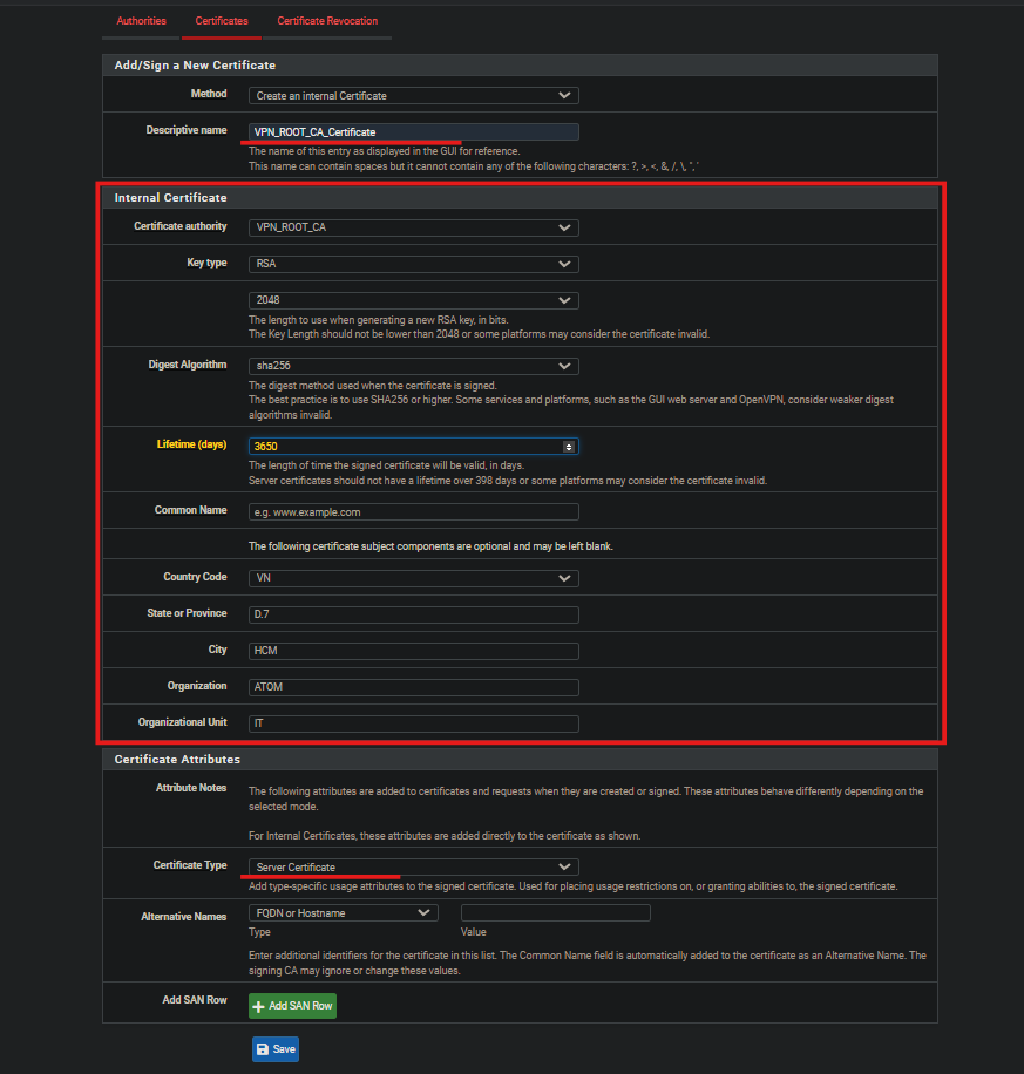 Authorities Certificates Certificate Revocation
Add/Sign a New Certificate
Method Create an internal Certificate
Descriptive name VPN_ROOT_CA_Certificate
The name of this entry as displayed in the GUI for reference.
This name can contain spaces but it cannot contain any of the following characters: ?, >, <, &, /, \, ", '
Internal Certificate
Certificate authority VPN_ROOT_CA
Key type RSA
2048
The length to use when generating a new RSA key, in bits.
The Key Length should not be lower than 2048 or some platforms may consider the certificate invalid.
Digest Algorithm sha256
The digest method used when the certificate is signed.
The best practice is to use SHA256 or higher. Some services and platforms, such as the GUI web server and OpenVPN, consider weaker digest
algorithms invalid.
Lifetime (days) 3650
The length of time the signed certificate will be valid, in days.
Server certificates should not have a lifetime over 398 days or some platforms may consider the certificate invalid.
Common Name e.g. www.example.com
The following certificate subject components are optional and may be left blank.
Country Code VN
State or Province D.7
City HCM
Organization ATOM
Organizational Unit IT
Certificate Attributes
Attribute Notes The following attributes are added to certificates and requests when they are created or signed. These attributes behave differently depending on the
selected mode.
For Internal Certificates, these attributes are added directly to the certificate as shown.
Certificate Type Server Certificate
Add type-specific usage attributes to the signed certificate. Used for placing usage restrictions on, or granting abilities to, the signed certificate.
Alternative Names FQDN or Hostname
Type Value
Enter additional identifiers for the certificate in this list. The Common Name field is automatically added to the certificate as an Alternative Name. The
signing CA may ignore or change these values.
Add SAN Row + Add SAN Row
Save